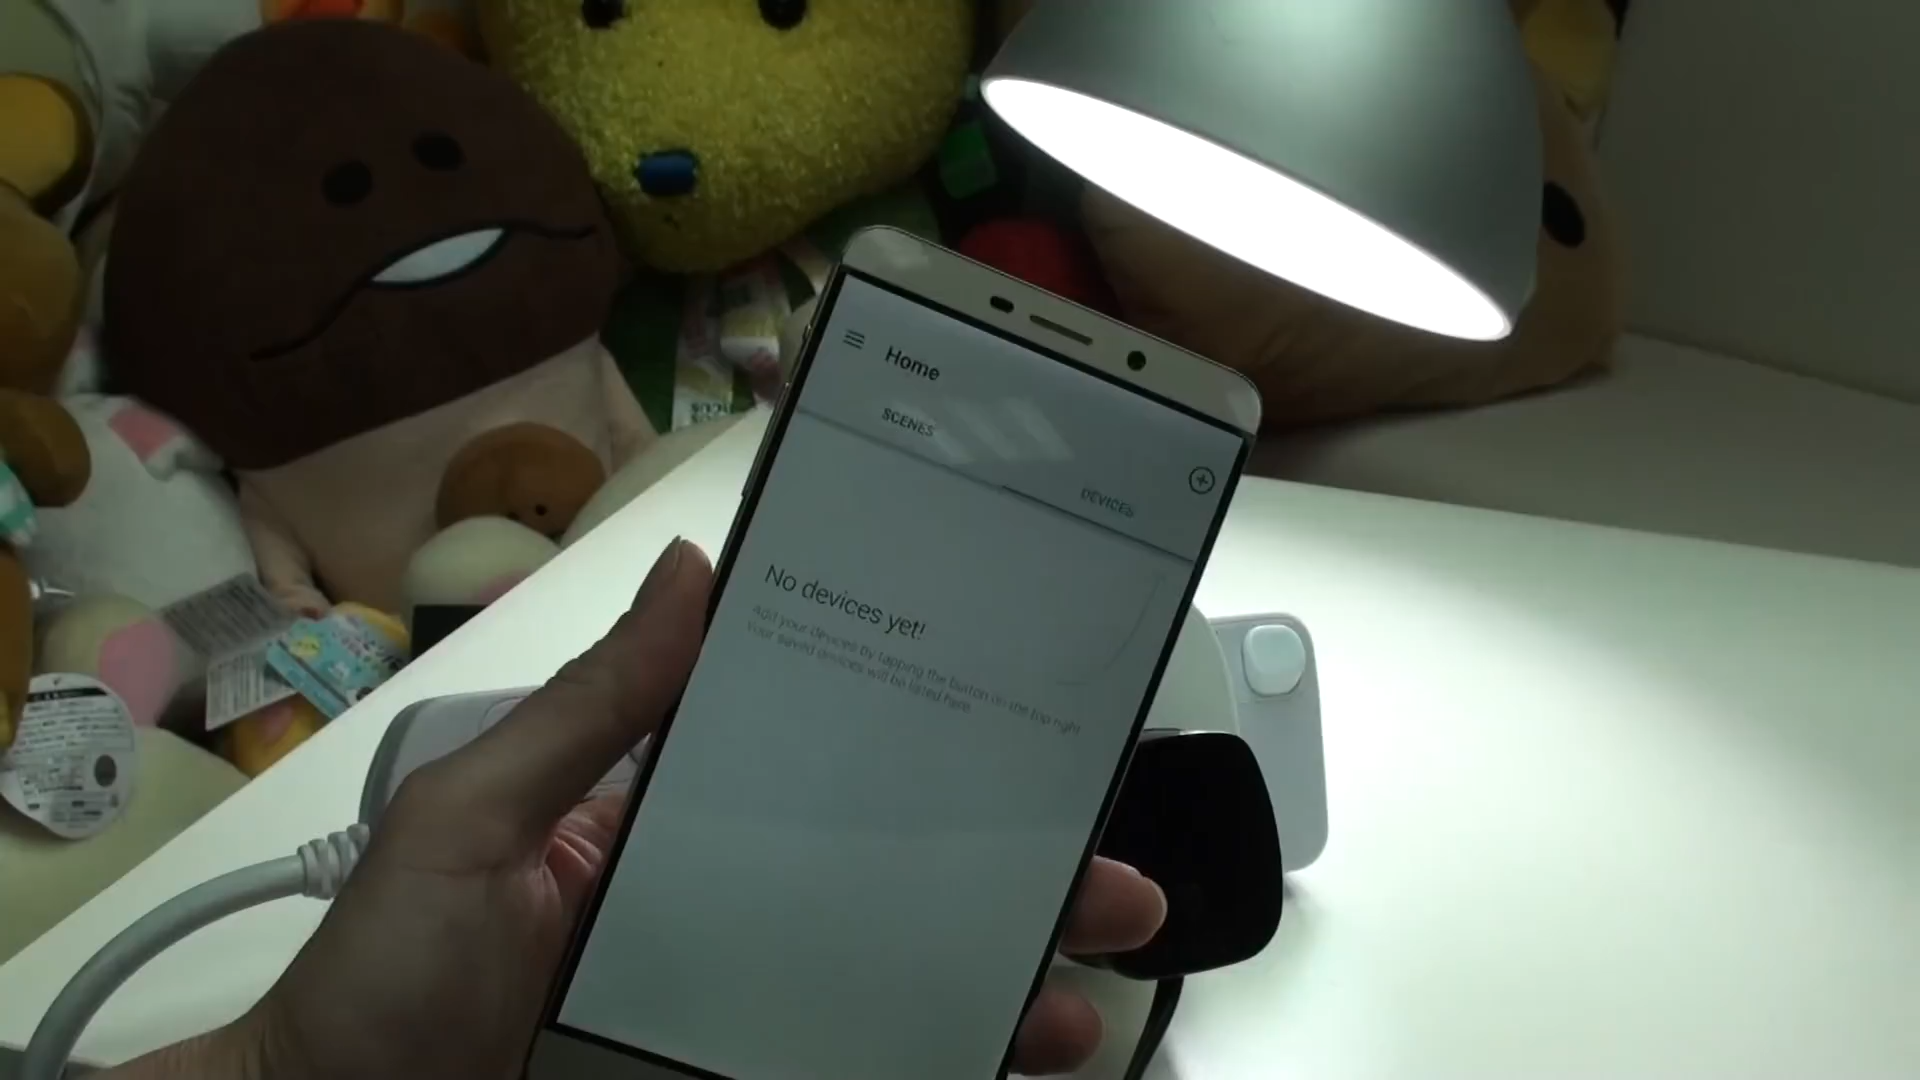 Home
SCENES
DEVICES
No devices yet!
Add your devices by tapping the button on the top right
Your saved devices will be listed here.